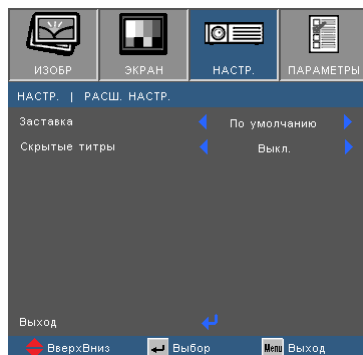 ИЗОБР ЭКРАН НАСТР. ПАРАМЕТРЫ
НАСТР. | РАСШ. НАСТР.
Заставка По умолчанию
Скрытые титры Выкл.
Выход
ВверхВниз Выбор Menu Выход